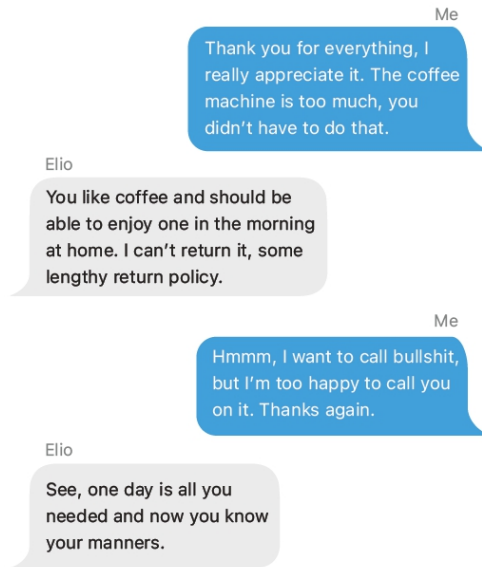 Me
Thank you for everything, I
really appreciate it. The coffee
machine is too much, you
didn’t have to do that.
Elio
You like coffee and should be
able to enjoy one in the morning
at home. I can’t return it, some
lengthy return policy.
Me
Hmmm, I want to call bullshit,
but I’m too happy to call you
on it. Thanks again.
Elio
See, one day is all you
needed and now you know
your manners.